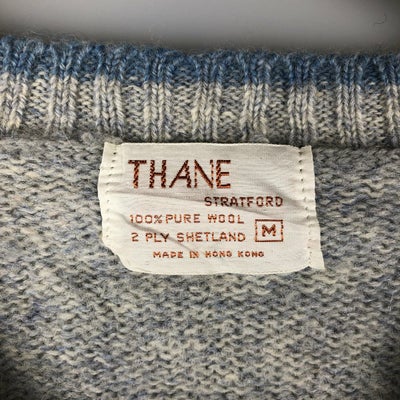 THANE
STRATFORD
100% PURE WOOL
2 PLY SHETLAND M
MADE IN HONG KONG